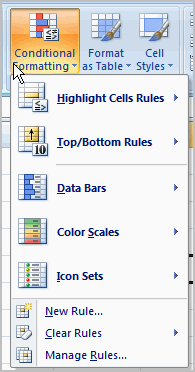 Conditional Format Cell
Formatting as Table Styles
Highlight Cells Rules
Top/Bottom Rules
10
Data Bars
Color Scales
Icon Sets
New Rule...
Clear Rules
Manage Rules...